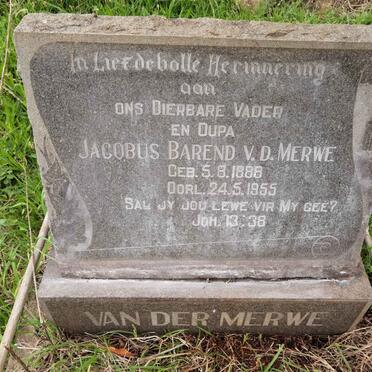 In Liefdevolle Herinnering
aan
ONS DIERBARE VADER
EN OUPA
JACOBUS BAREND V.D. MERWE
GEB. 5.8.1888
OORL. 24.5.1955
SAL JY JOU LEWE VIR MY GEE?
JOH. 13:38
VAN DER MERWE